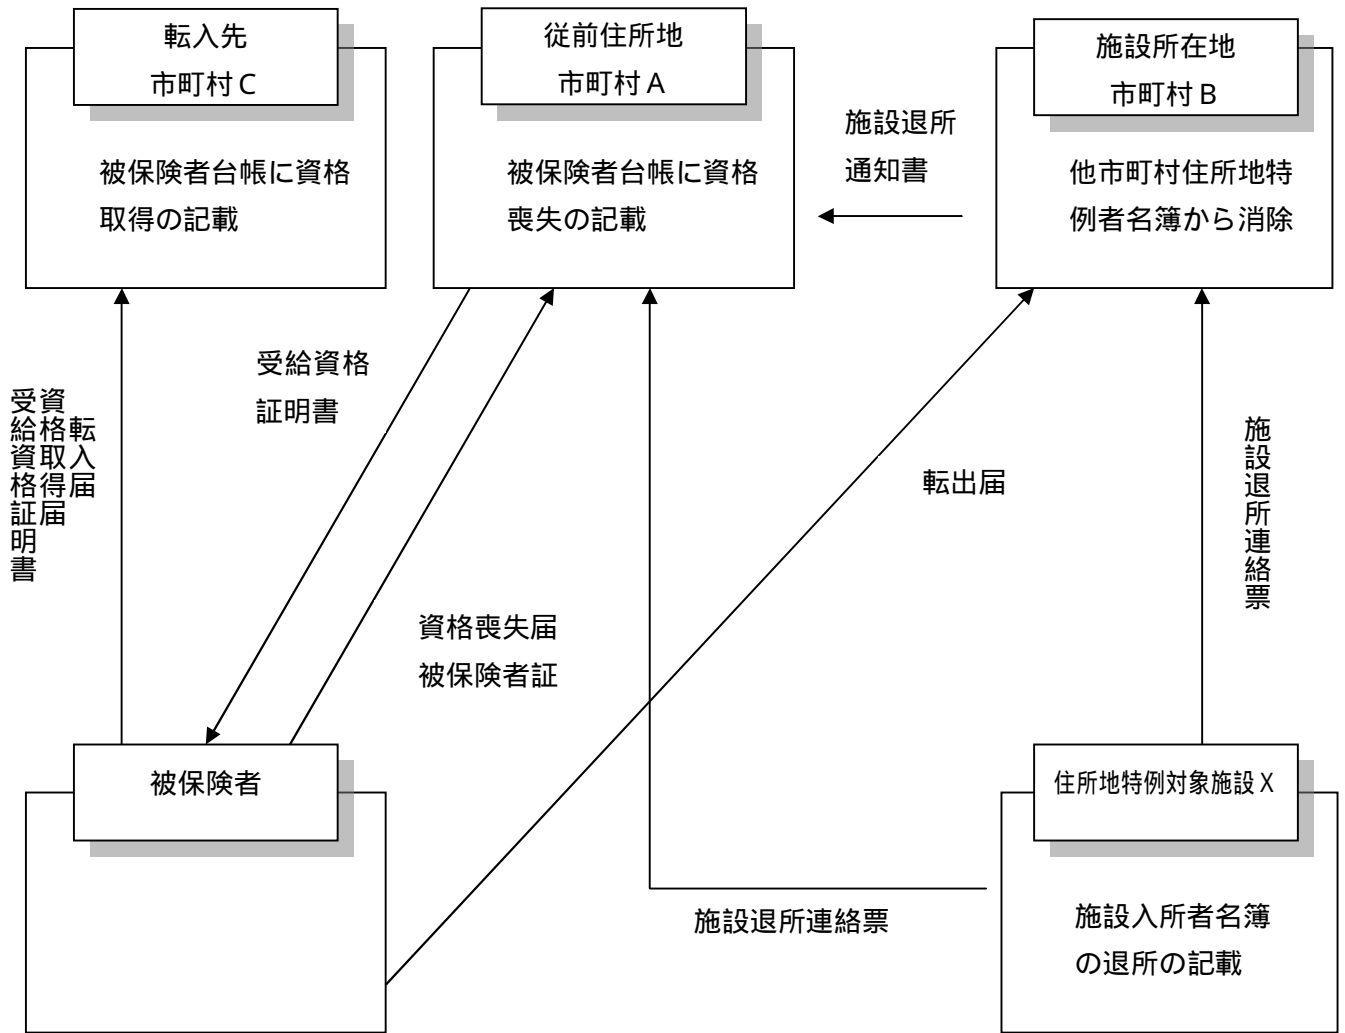 転入先
市町村C
被保険者台帳に資格
取得の記載
従前住所地
市町村A
被保険者台帳に資格
喪失の記載
施設退所
通知書
施設所在地
市町村B
他市町村住所地特
例者名簿から消除
転入届
資格取得届
受給資格証明書
受給資格
証明書
資格喪失届
被保険者証
転出届
施設退所連絡票
被保険者
施設退所連絡票
住所地特例対象施設X
施設入所者名簿
の退所の記載